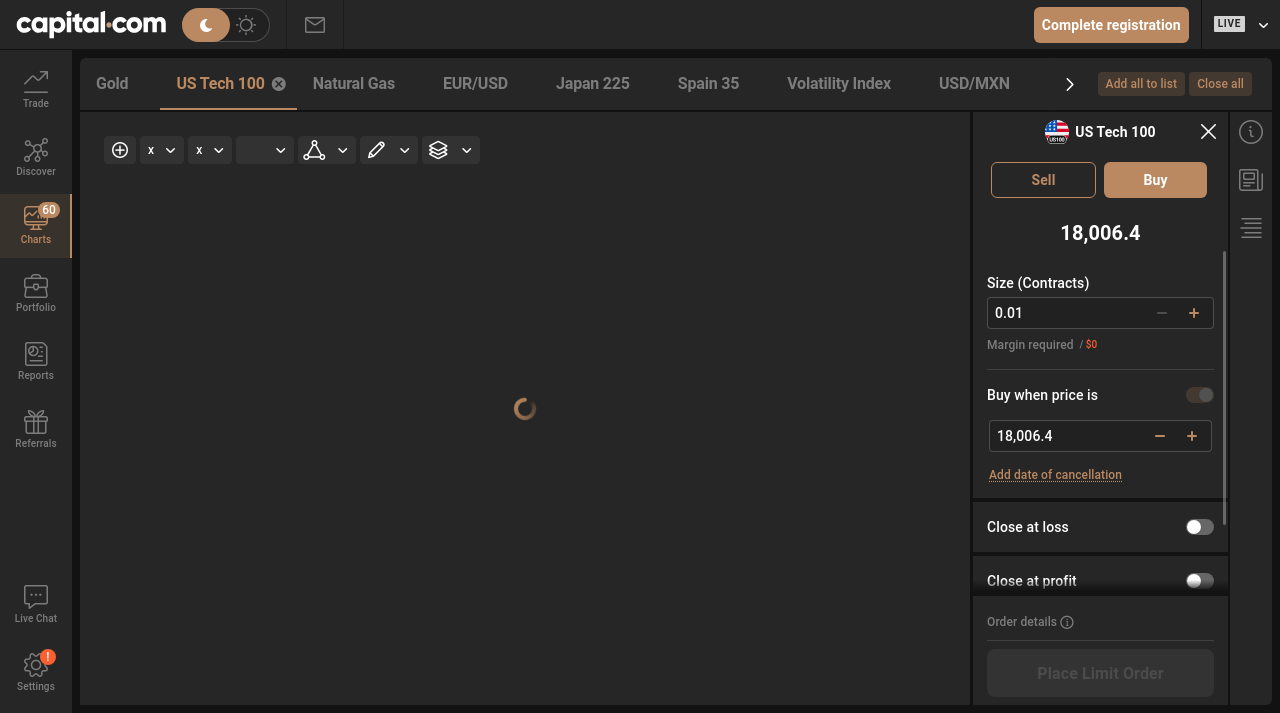 capital.com
Complete registration
LIVE
Trade
Discover
60
Charts
Portfolio
Reports
Referrals
Live Chat
!
Settings
Gold
US Tech 100
Natural Gas
EUR/USD
Japan 225
Spain 35
Volatility Index
USD/MXN
Add all to list
Close all
x
x
US100
US Tech 100
Sell
Buy
18,006.4
Size (Contracts)
0.01
Margin required / $0
Buy when price is
18,006.4
Add date of cancellation
Close at loss
Close at profit
Order details
Place Limit Order